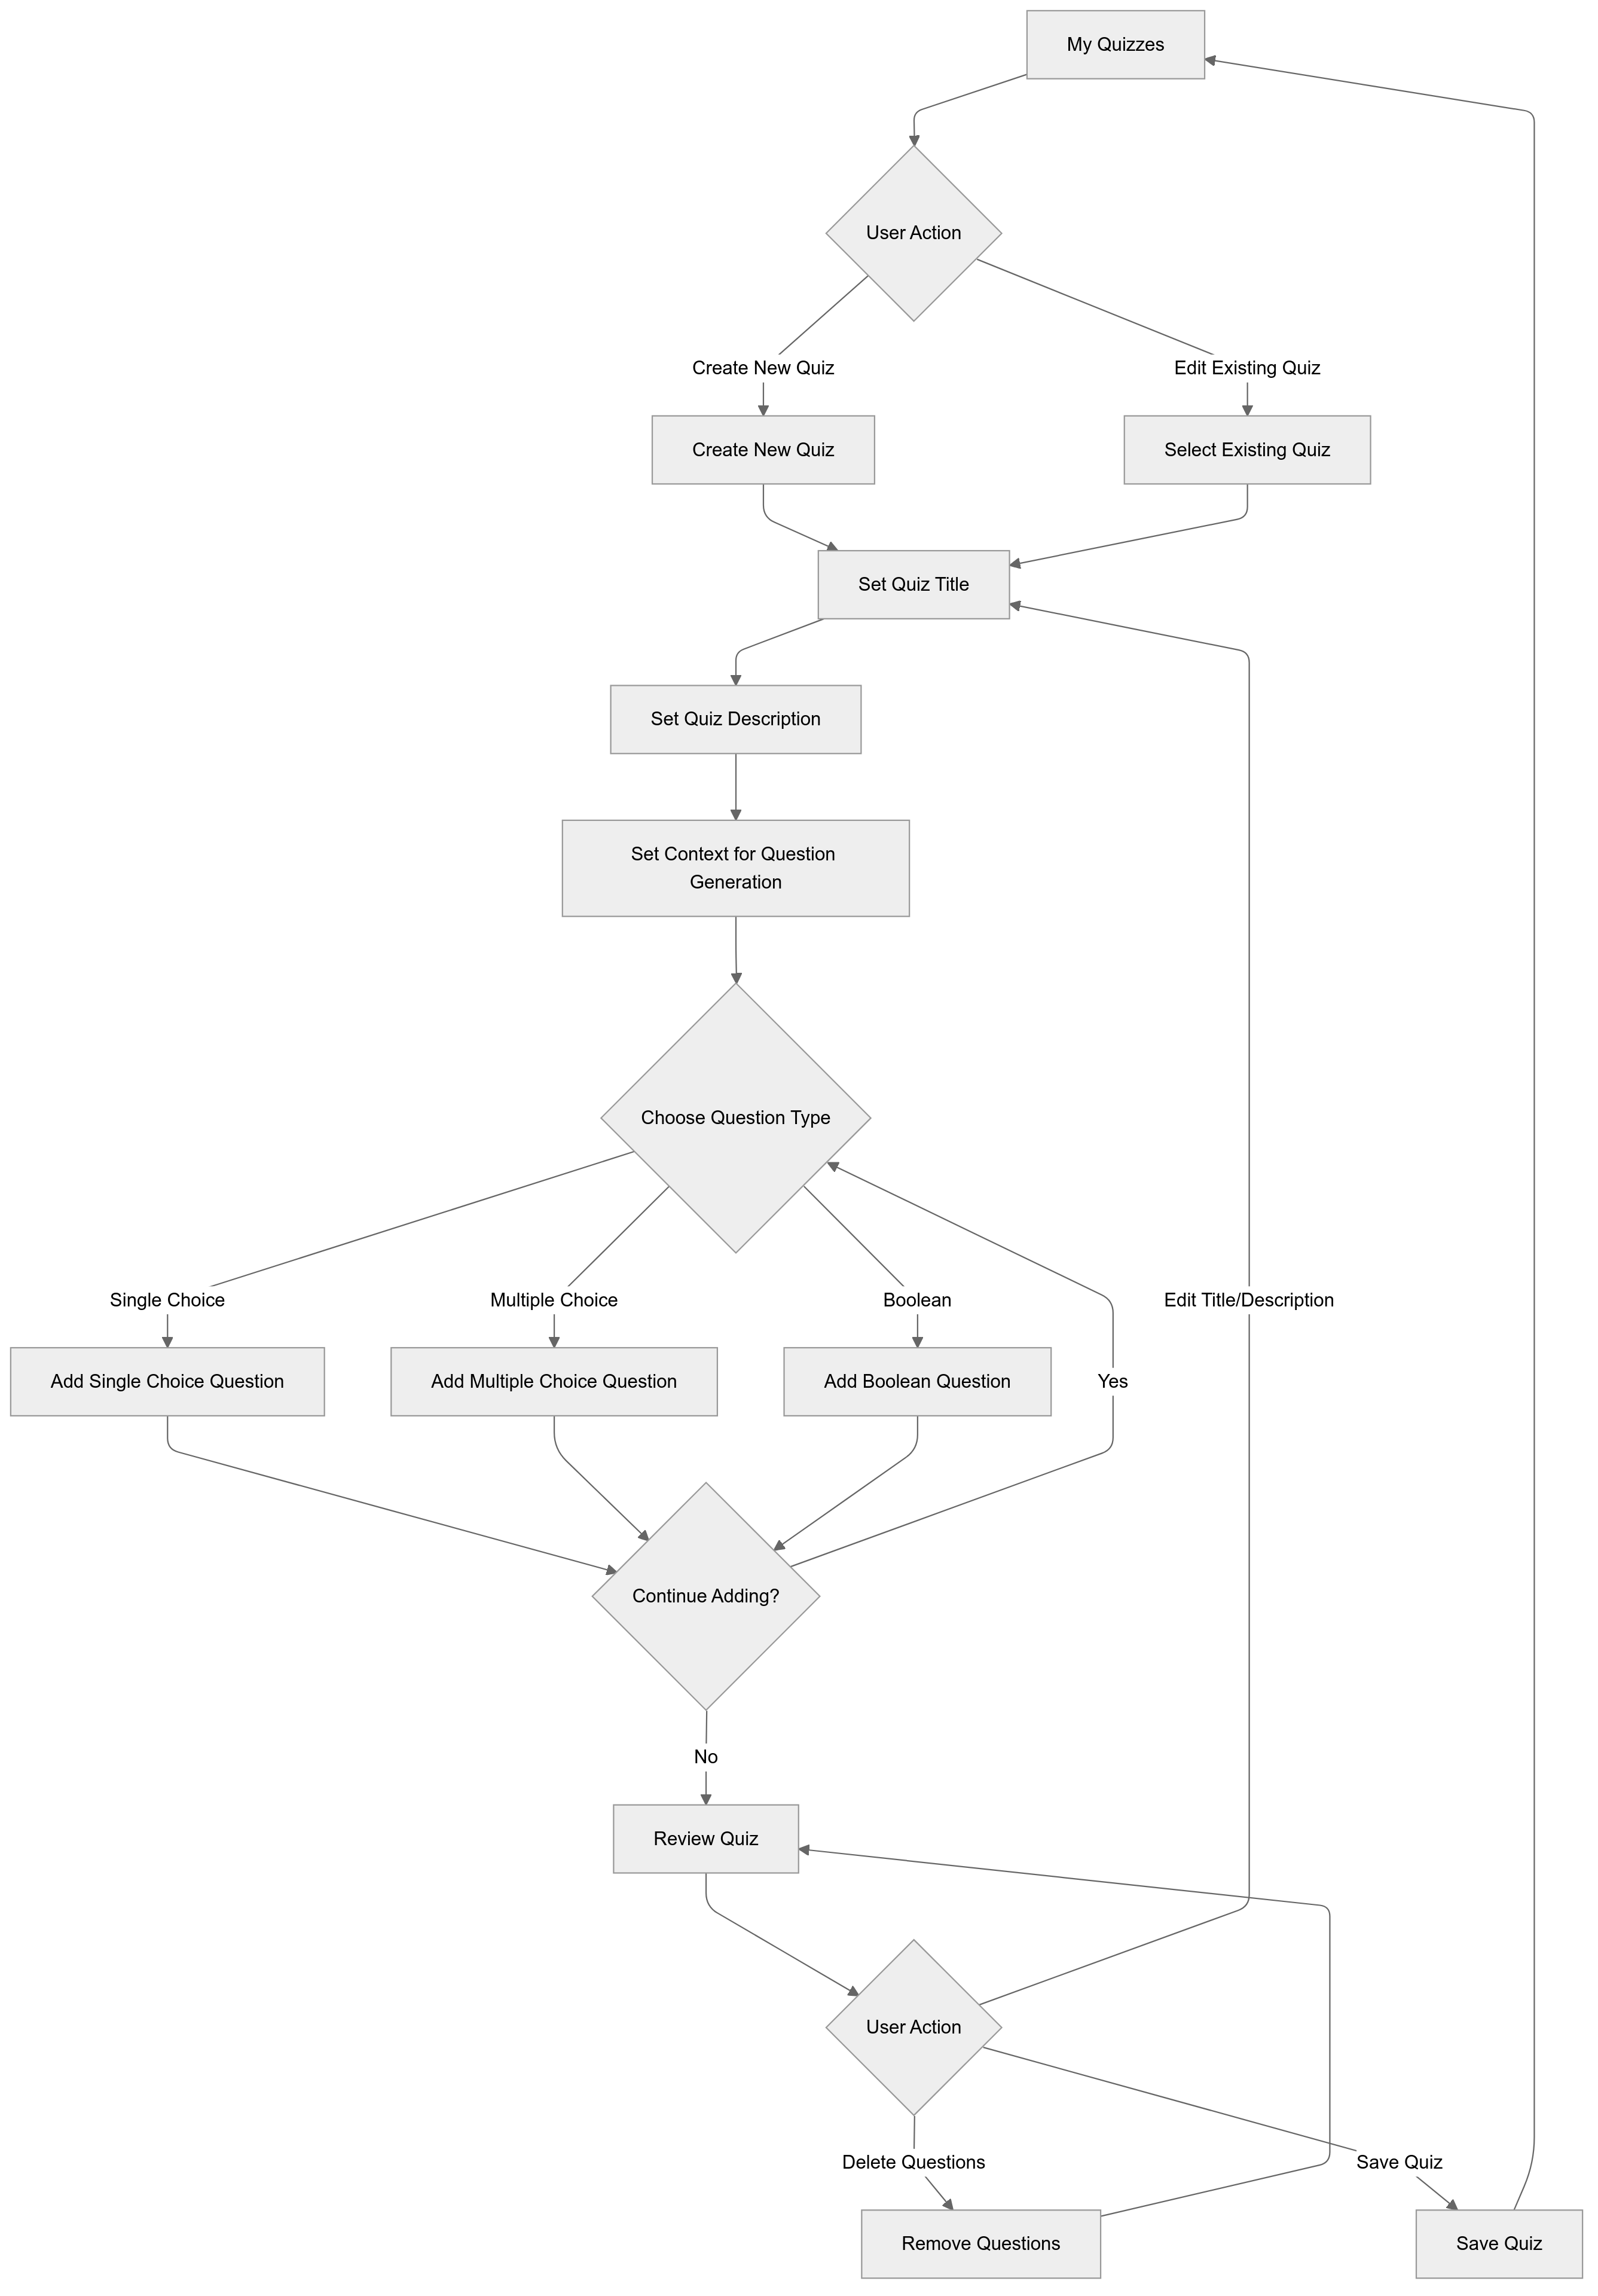 My Quizzes
User Action
Create New Quiz
Edit Existing Quiz
Create New Quiz
Select Existing Quiz
Set Quiz Title
Set Quiz Description
Set Context for Question
Generation
Choose Question Type
Single Choice
Multiple Choice
Boolean
Edit Title/Description
Add Single Choice Question
Add Multiple Choice Question
Add Boolean Question
Yes
Continue Adding?
No
Review Quiz
User Action
Delete Questions
Save Quiz
Remove Questions
Save Quiz